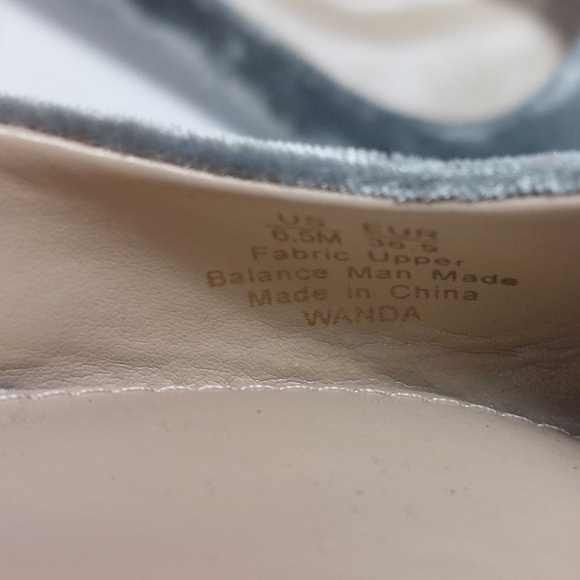 US EUR
6.5M 36.5
Fabric Upper
Balance Man Made
Made in China
WANDA